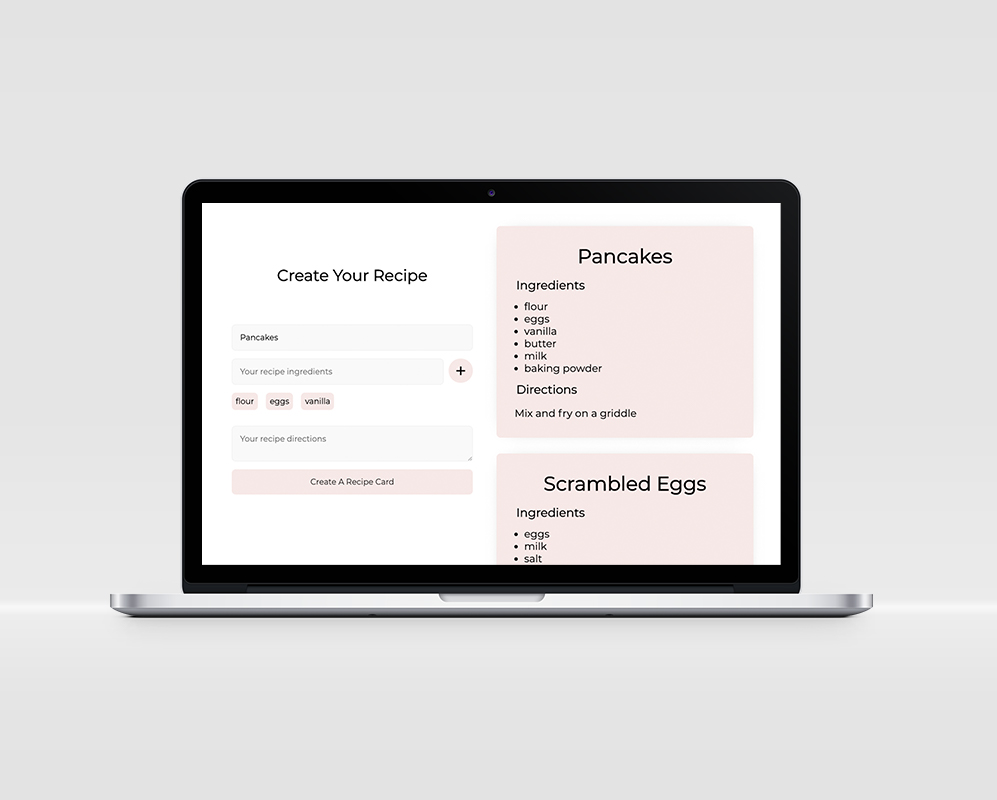 Create Your Recipe
Pancakes
Your recipe ingredients
+
flour eggs vanilla
Your recipe directions
Create A Recipe Card
Pancakes
Ingredients
• flour
• eggs
• vanilla
• butter
• milk
• baking powder
Directions
Mix and fry on a griddle
Scrambled Eggs
Ingredients
• eggs
• milk
• salt